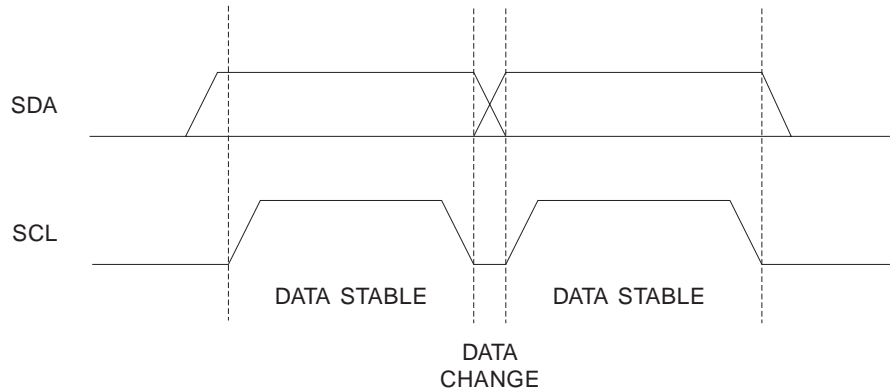 SDA
SCL
DATA STABLE
DATA STABLE
DATA
CHANGE